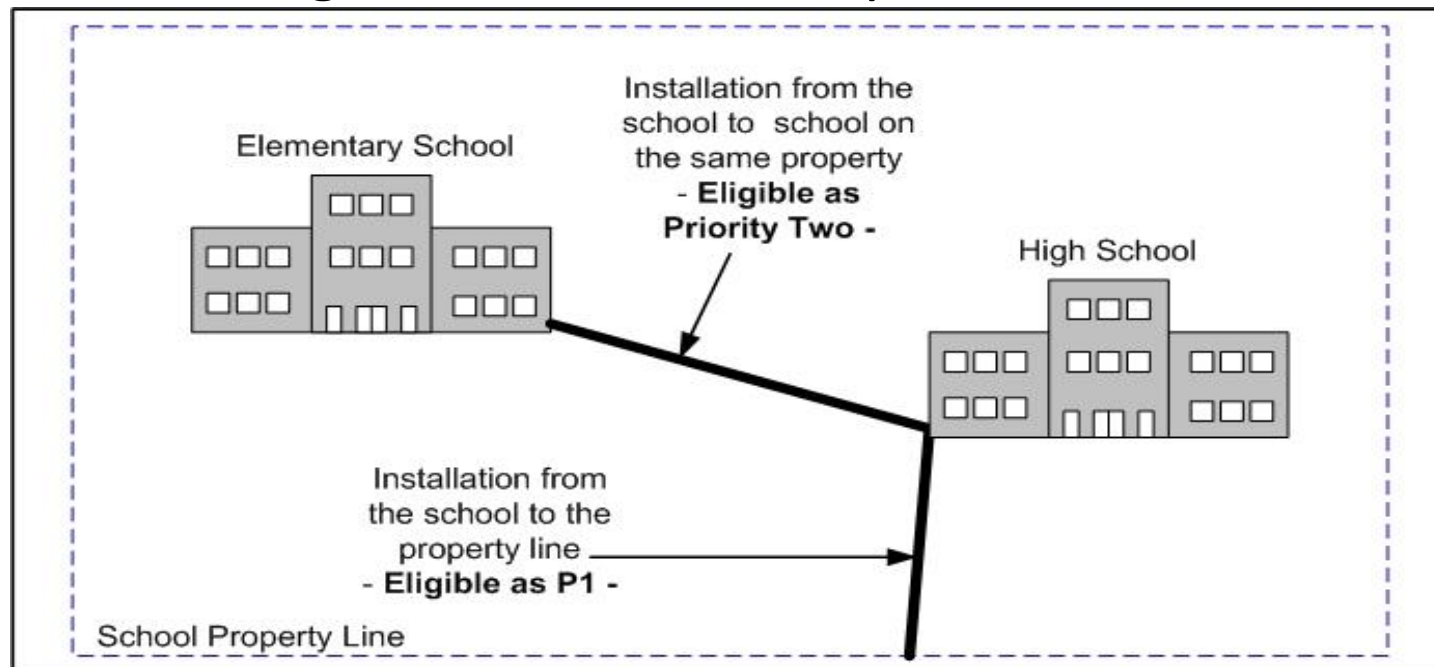 Elementary School
Installation from the
school to school on
the same property
- Eligible as
Priority Two -
High School
Installation from
the school to the
property line
- Eligible as P1 -
School Property Line